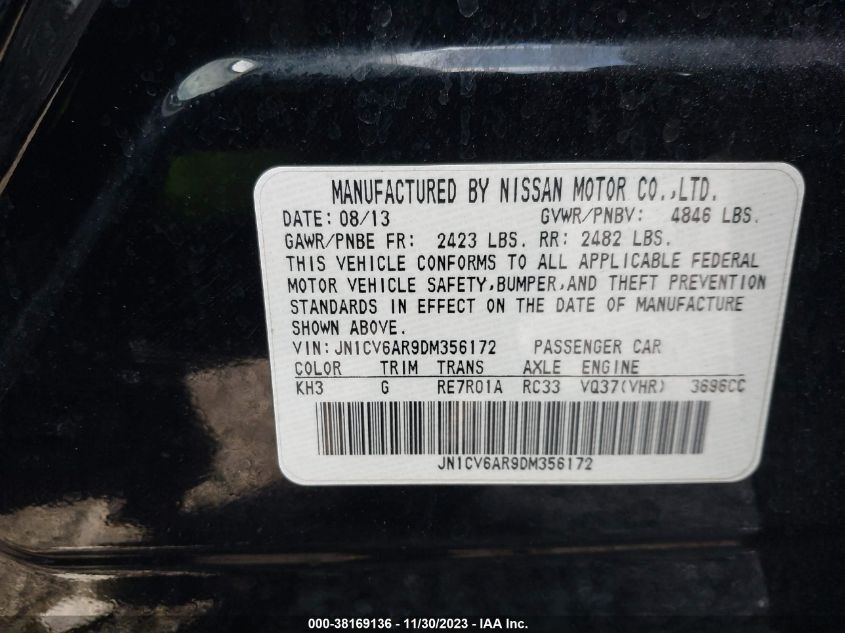 MANUFACTURED BY NISSAN MOTOR CO.,LTD.
DATE: 08/13 GVWR/PNBV: 4846 LBS.
GAWR/PNBE FR: 2423 LBS. RR: 2482 LBS.
THIS VEHICLE CONFORMS TO ALL APPLICABLE FEDERAL
MOTOR VEHICLE SAFETY,BUMPER,AND THEFT PREVENTION
STANDARDS IN EFFECT ON THE DATE OF MANUFACTURE
SHOWN ABOVE.
VIN:JN1CV6AR9DM356172 PASSENGER CAR
COLOR TRIM TRANS AXLE ENGINE
KH3 G RE7R01A RC33 VQ37(VHR) 3696CC
JN1CV6AR9DM356172
000-38169136 - 11/30/2023 - IAA Inc.